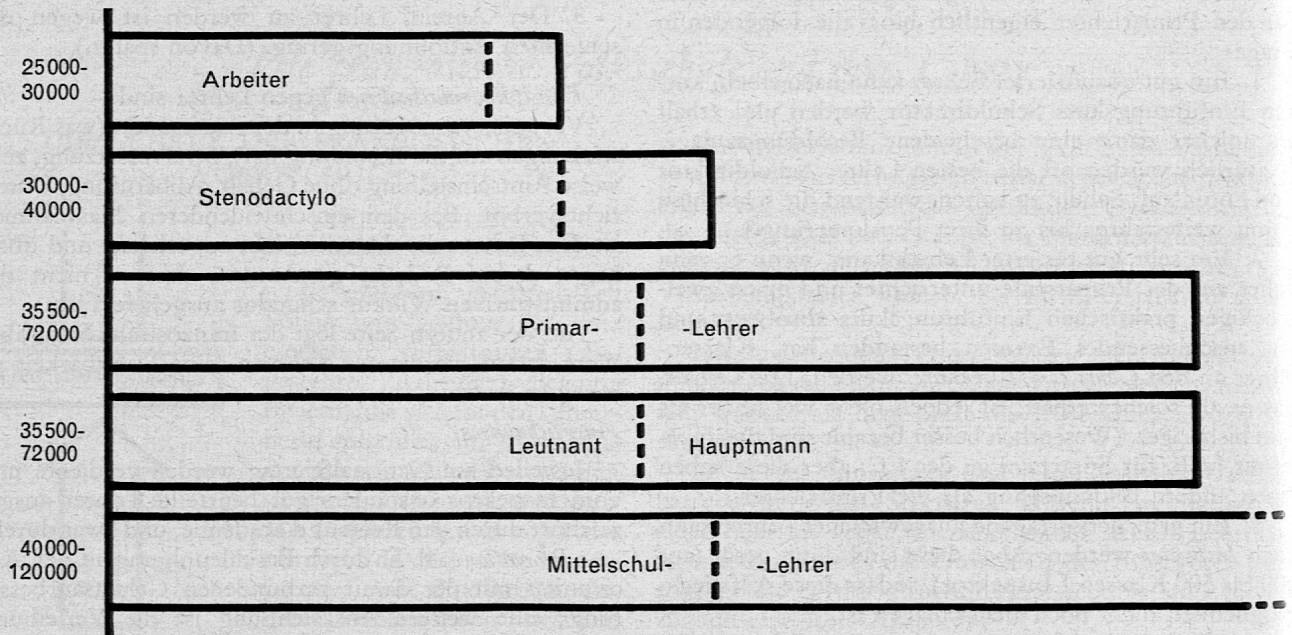 25000-
30000
Arbeiter
30000-
40000
Stenodactylo
35500-
72000
Primar-
-Lehrer
35500-
72000
Leutnant
Hauptmann
40000-
120000
Mittelschul-
-Lehrer